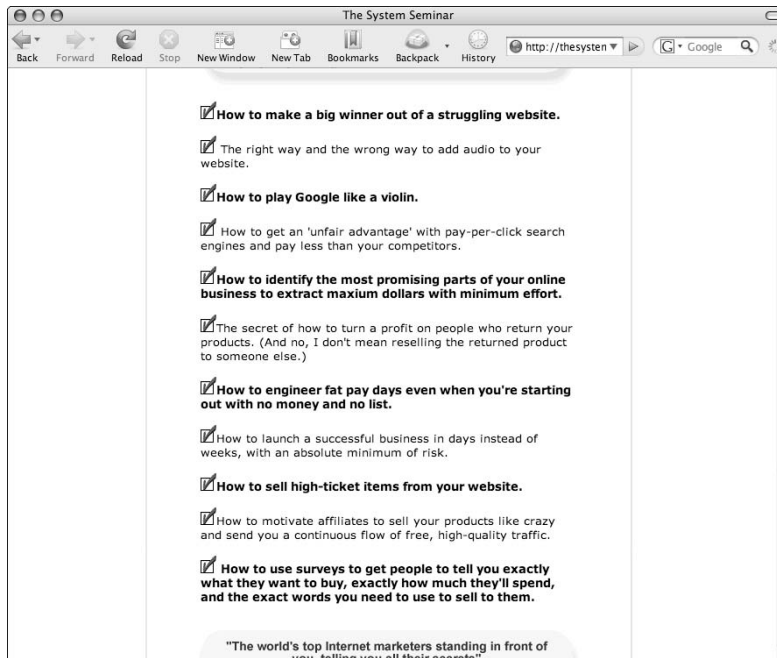 The System Seminar
Back Forward Reload Stop New Window New Tab Bookmarks Backpack History http://thesysten G Google
How to make a big winner out of a struggling website.
The right way and the wrong way to add audio to your
website.
How to play Google like a violin.
How to get an 'unfair advantage' with pay-per-click search
engines and pay less than your competitors.
How to identify the most promising parts of your online
business to extract maxium dollars with minimum effort.
The secret of how to turn a profit on people who return your
products. (And no, I don't mean reselling the returned product
to someone else.)
How to engineer fat pay days even when you're starting
out with no money and no list.
How to launch a successful business in days instead of
weeks, with an absolute minimum of risk.
How to sell high-ticket items from your website.
How to motivate affiliates to sell your products like crazy
and send you a continuous flow of free, high-quality traffic.
How to use surveys to get people to tell you exactly
what they want to buy, exactly how much they'll spend,
and the exact words you need to use to sell to them.
"The world's top Internet marketers standing in front of
you, telling you all their secrets"